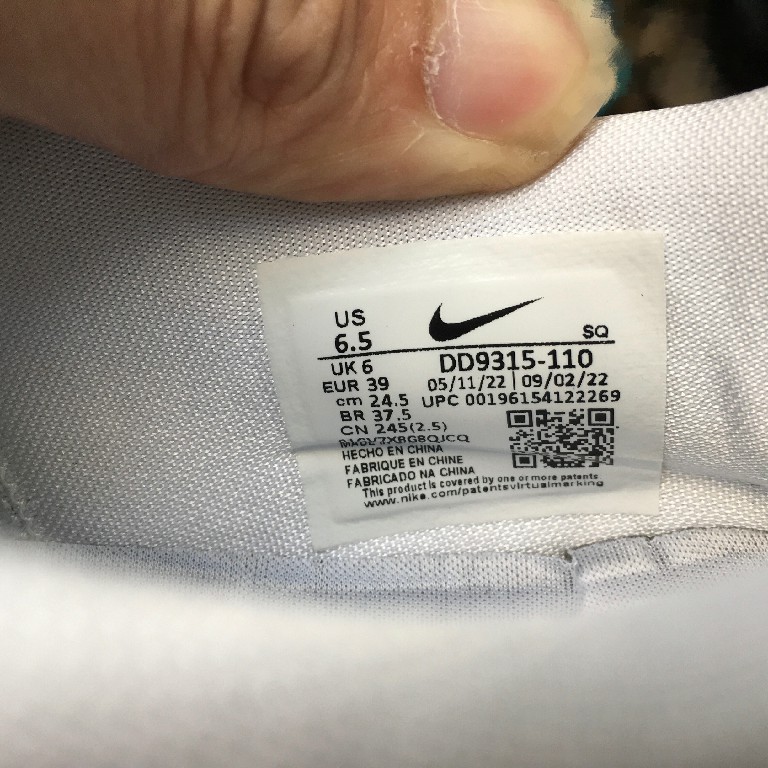 US
6.5
SQ
UK 6
DD9315-110
EUR 39
05/11/22 | 09/02/22
cm 24.5
UPC 00196154122269
BR 37.5
CN 245(2.5)
HECHO EN CHINA
FABRIQUE EN CHINE
FABRICADO NA CHINA
This product is covered by one or more patents
www.nike.com/patentsvirtualmarking